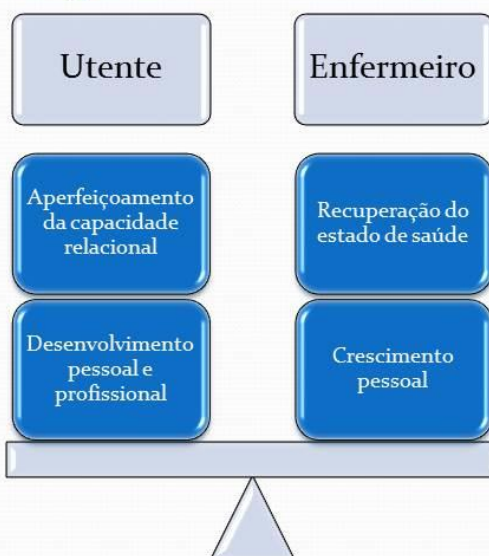 Utente
Enfermeiro
Aperfeiçoamento
da capacidade
relacional
Recuperação do
estado de saúde
Desenvolvimento
pessoal e
profissional
Crescimento
pessoal